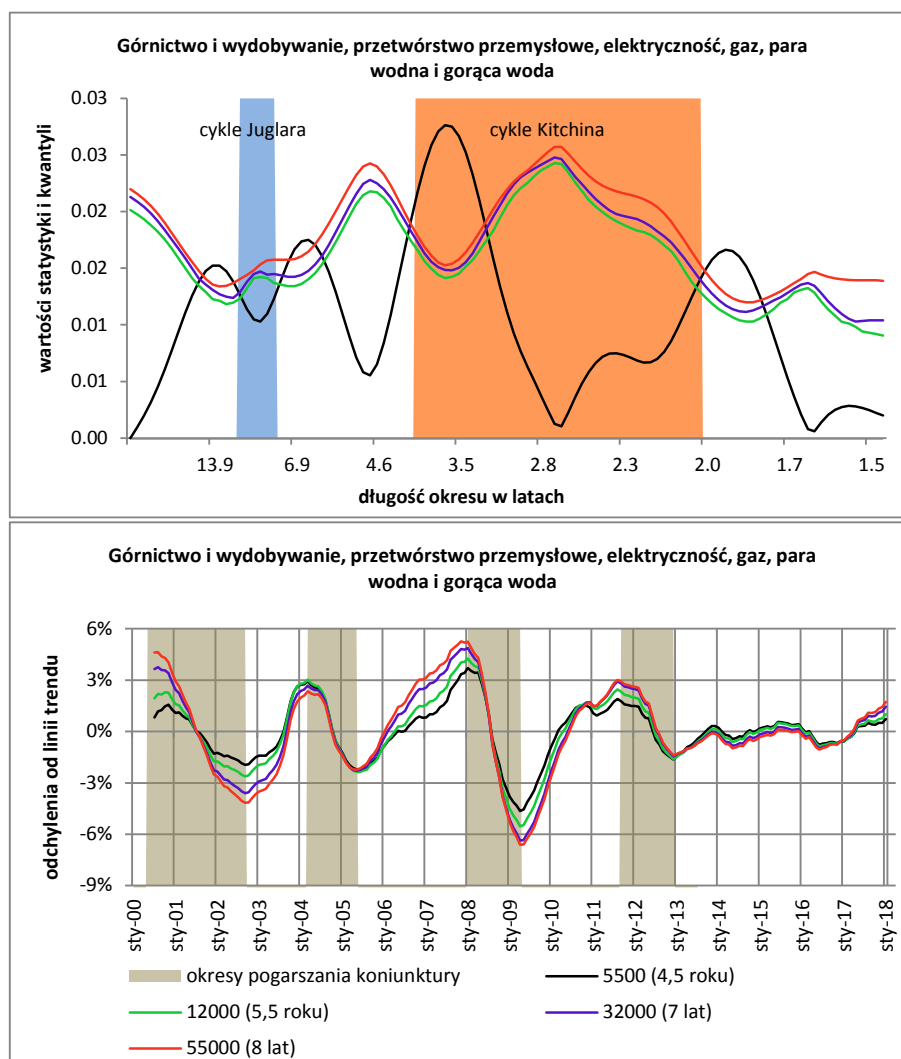 Górnictwo i wydobywanie, przetwórstwo przemysłowe, elektryczność, gaz, para
wodna i gorąca woda
wartości statystyki i kwantyli
0.03
0.03
0.02
0.02
0.01
0.01
0.00
cykle Juglara
cykle Kitchina
13.9 6.9 4.6 3.5 2.8 2.3 2.0 1.7 1.5
długość okresu w latach
Górnictwo i wydobywanie, przetwórstwo przemysłowe, elektryczność, gaz, para
wodna i gorąca woda
odchylenia od linii trendu
6%
3%
0%
-3%
-6%
-9%
sty-00
sty-01
sty-02
sty-03
sty-04
sty-05
sty-06
sty-07
sty-08
sty-09
sty-10
sty-11
sty-12
sty-13
sty-14
sty-15
sty-16
sty-17
sty-18
okresy pogarszania koniunktury
5500 (4,5 roku)
12000 (5,5 roku)
32000 (7 lat)
55000 (8 lat)